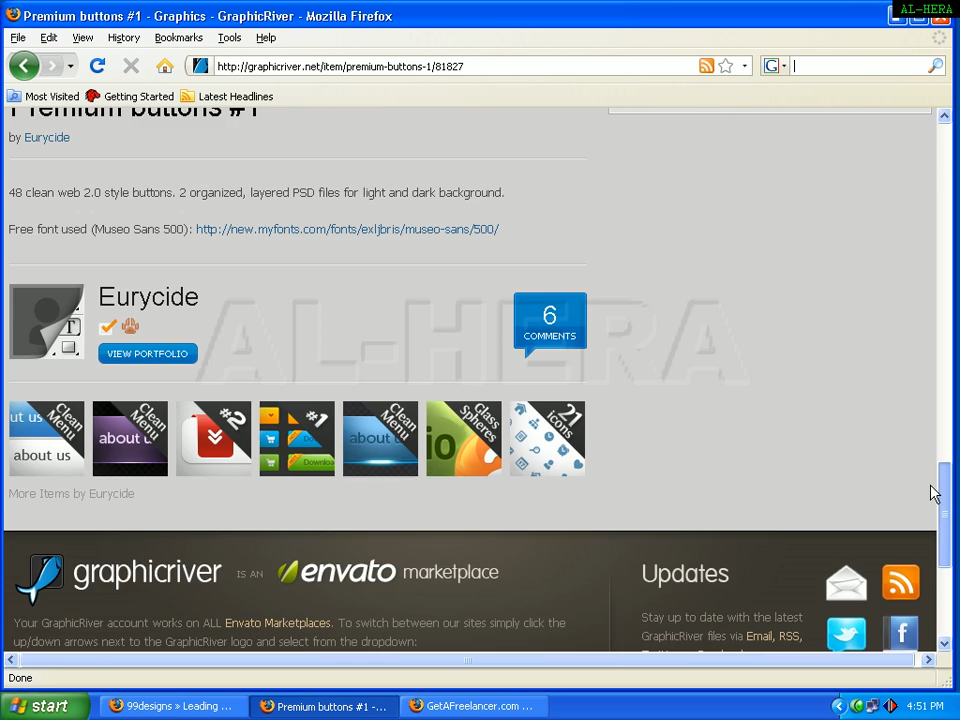 Premium buttons #1 - Graphics - GraphicRiver - Mozilla Firefox
AL-HERA
File Edit View History Bookmarks Tools Help
http://graphicriver.net/item/premium-buttons-1/81827
G
Most Visited Getting Started Latest Headlines
Premium buttons #1
by Eurycide
48 clean web 2.0 style buttons. 2 organized, layered PSD files for light and dark background.
Free font used (Museo Sans 500): http://new.myfonts.com/fonts/exljbris/museo-sans/500/
Eurycide
6
COMMENTS
T
VIEW PORTFOLIO
AL-HERA
ut us Clean Menu
about us
about u Clean Menu
#2
#1
Downloa
about Clean Menu
io Glass Spheres
21 Icons
More Items by Eurycide
graphicriver IS AN envato marketplace
Updates
Your GraphicRiver account works on ALL Envato Marketplaces. To switch between our sites simply click the
up/down arrows next to the GraphicRiver logo and select from the dropdown:
Stay up to date with the latest
GraphicRiver files via Email, RSS,
f
Done
start 99designs » Leading ... Premium buttons #1 -... GetAFreelancer.com ... 4:51 PM